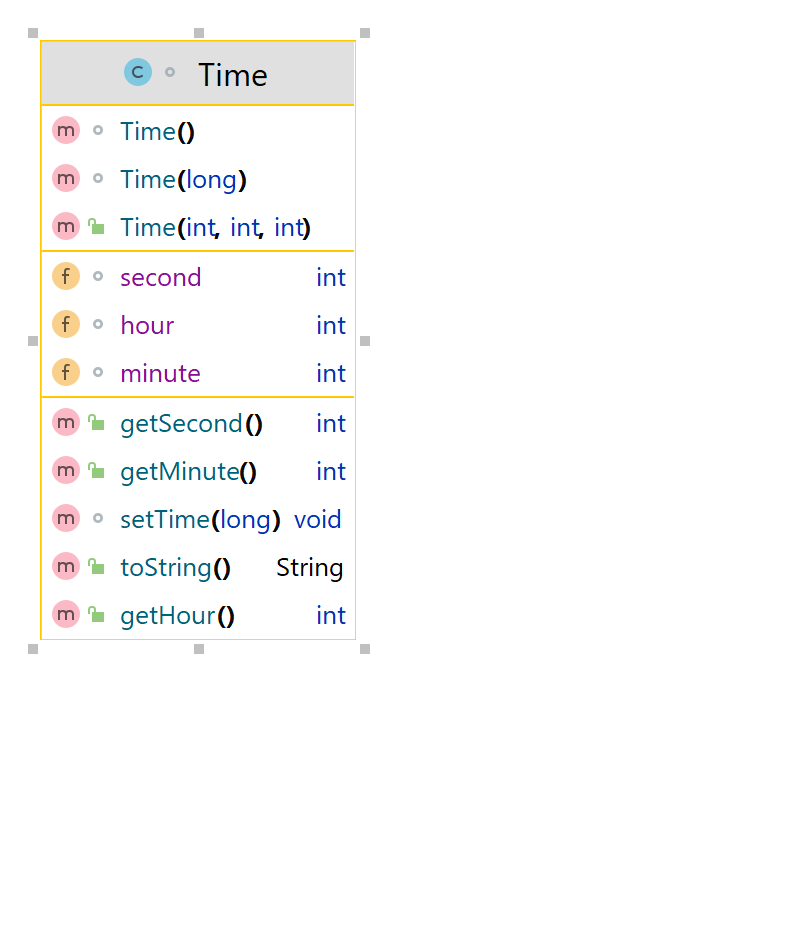 C Time
m Time()
m Time(long)
m Time(int, int, int)
f second int
f hour int
f minute int
m getSecond() int
m getMinute() int
m setTime(long) void
m toString() String
m getHour() int